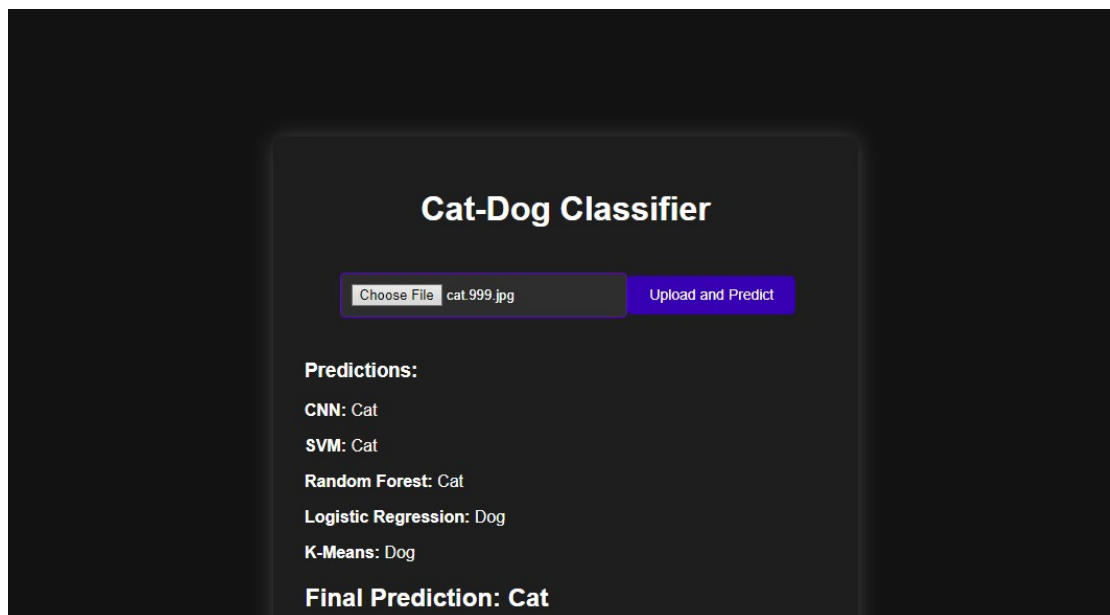 Cat-Dog Classifier
Choose File cat.999.jpg Upload and Predict
Predictions:
CNN: Cat
SVM: Cat
Random Forest: Cat
Logistic Regression: Dog
K-Means: Dog
Final Prediction: Cat